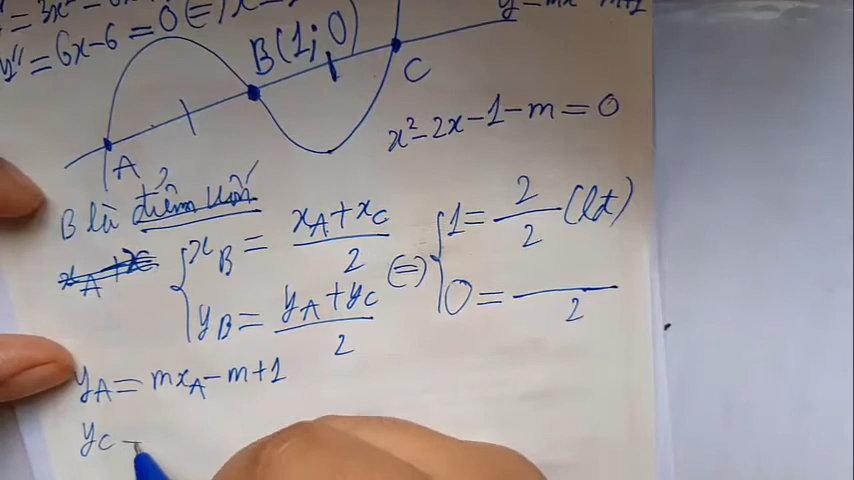 y''=6x-6=0
B(1;0)
C
A
x²-2x-1-m=0
B là điểm uốn
x_B = (x_A+x_C)/2 ⇔ 1 = 2/2 (lđ)
y_B = (y_A+y_C)/2 0 = /2
y_A = mx_A-m+1
y_C